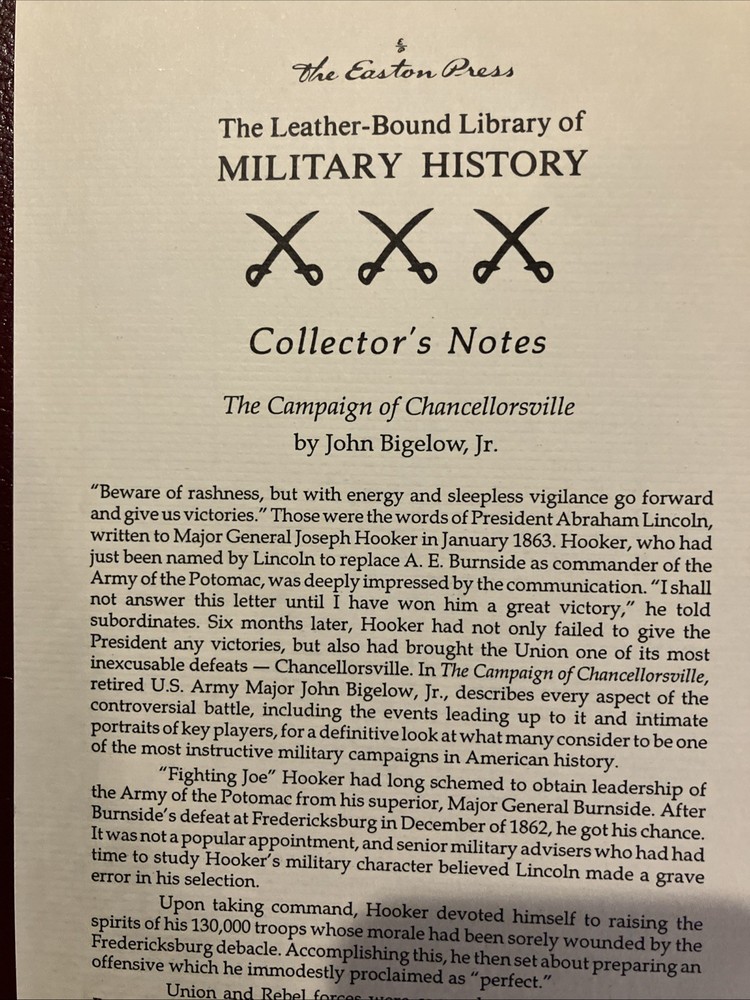 The Easton Press
The Leather-Bound Library of
MILITARY HISTORY
Collector's Notes
The Campaign of Chancellorsville
by John Bigelow, Jr.
"Beware of rashness, but with energy and sleepless vigilance go forward
and give us victories." Those were the words of President Abraham Lincoln,
written to Major General Joseph Hooker in January 1863. Hooker, who had
just been named by Lincoln to replace A. E. Burnside as commander of the
Army of the Potomac, was deeply impressed by the communication. "I shall
not answer this letter until I have won him a great victory," he told
subordinates. Six months later, Hooker had not only failed to give the
President any victories, but also had brought the Union one of its most
inexcusable defeats — Chancellorsville. In The Campaign of Chancellorsville,
retired U.S. Army Major John Bigelow, Jr., describes every aspect of the
controversial battle, including the events leading up to it and intimate
portraits of key players, for a definitive look at what many consider to be one
of the most instructive military campaigns in American history.
"Fighting Joe" Hooker had long schemed to obtain leadership of
the Army of the Potomac from his superior, Major General Burnside. After
Burnside's defeat at Fredericksburg in December of 1862, he got his chance.
It was not a popular appointment, and senior military advisers who had had
time to study Hooker's military character believed Lincoln made a grave
error in his selection.
Upon taking command, Hooker devoted himself to raising the
spirits of his 130,000 troops whose morale had been sorely wounded by the
Fredericksburg debacle. Accomplishing this, he then set about preparing an
offensive which he immodestly proclaimed as "perfect."
Union and Rebel forces were